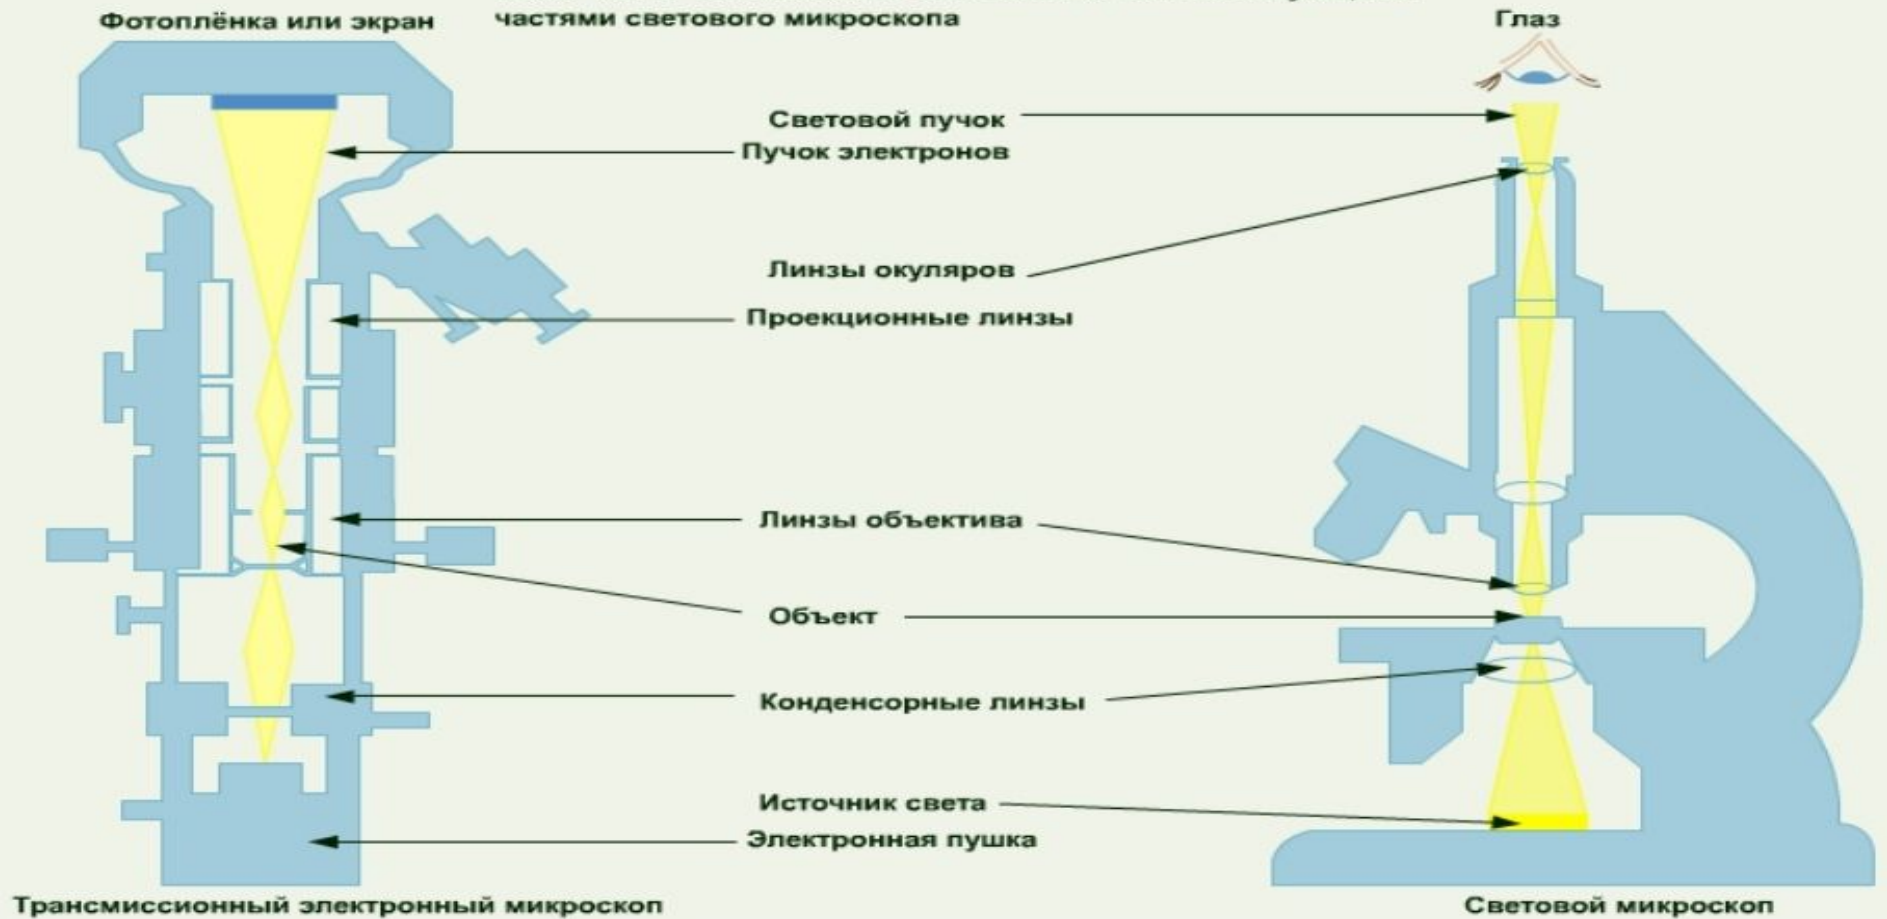 Фотоплёнка или экран
частями светового микроскопа
Глаз
Световой пучок
Пучок электронов
Линзы окуляров
Проекционные линзы
Линзы объектива
Объект
Конденсорные линзы
Источник света
Электронная пушка
Трансмиссионный электронный микроскоп
Световой микроскоп